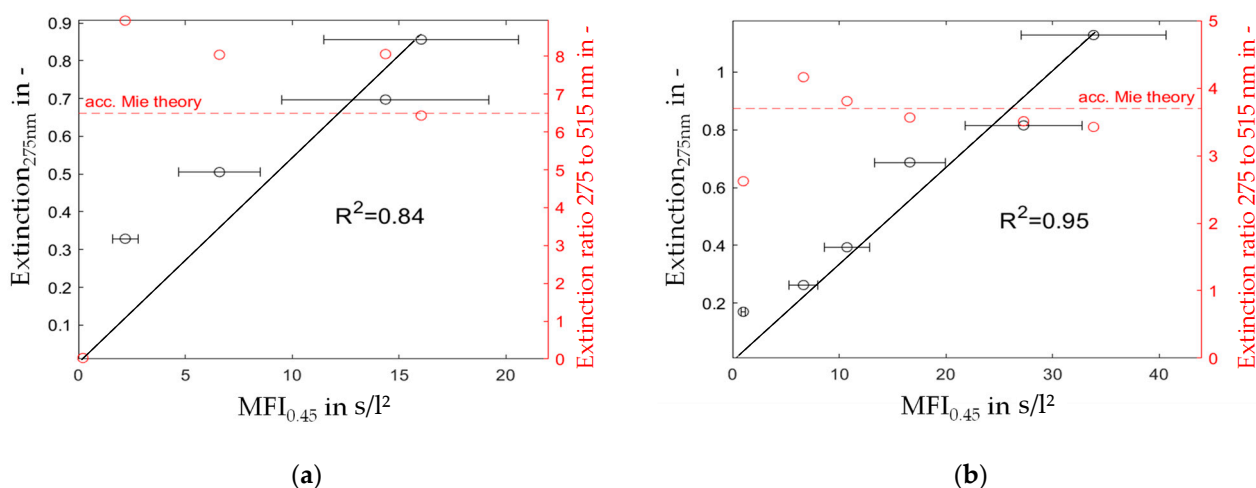 0.9
0.8
0.7
0.6
0.5
0.4
0.3
0.2
0.1
Extinction275nm in -
acc. Mie theory
R2=0.84
8
7
6
5
4
3
2
1
0
Extinction ratio 275 to 515 nm in -
0 5 10 15 20
MFI0.45 in s/l²
(a)
1
0.8
0.6
0.4
0.2
Extinction275nm in -
acc. Mie theory
R2=0.95
5
4
3
2
1
0
Extinction ratio 275 to 515 nm in -
0 10 20 30 40
MFI0.45 in s/l²
(b)